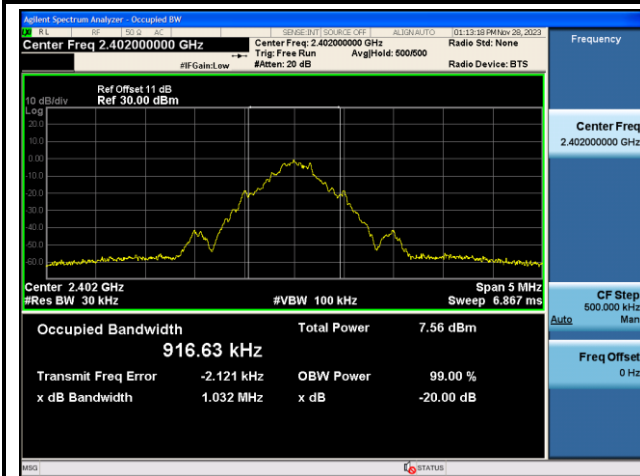 Agilent Spectrum Analyzer - Occupied BW
RL RF 50 Ω AC SENSE:INT SOURCE OFF ALIGN AUTO 01:13:18 PM Nov 28, 2023
Center Freq 2.402000000 GHz Center Freq: 2.402000000 GHz Radio Std: None Frequency
Trig: Free Run Avg|Hold: 500/500
#IFGain:Low #Atten: 20 dB Radio Device: BTS
Ref Offset 11 dB
10 dB/div Ref 30.00 dBm
Log
20.0
10.0
0.00
-10.0
-20.0
-30.0
-40.0
-50.0
-60.0
Center Freq
2.402000000 GHz
Center 2.402 GHz Span 5 MHz
#Res BW 30 kHz #VBW 100 kHz Sweep 6.867 ms
CF Step
500.000 kHz
Auto Man
Occupied Bandwidth Total Power 7.56 dBm
916.63 kHz
Transmit Freq Error -2.121 kHz OBW Power 99.00 %
x dB Bandwidth 1.032 MHz x dB -20.00 dB
Freq Offset
0 Hz
MSG STATUS